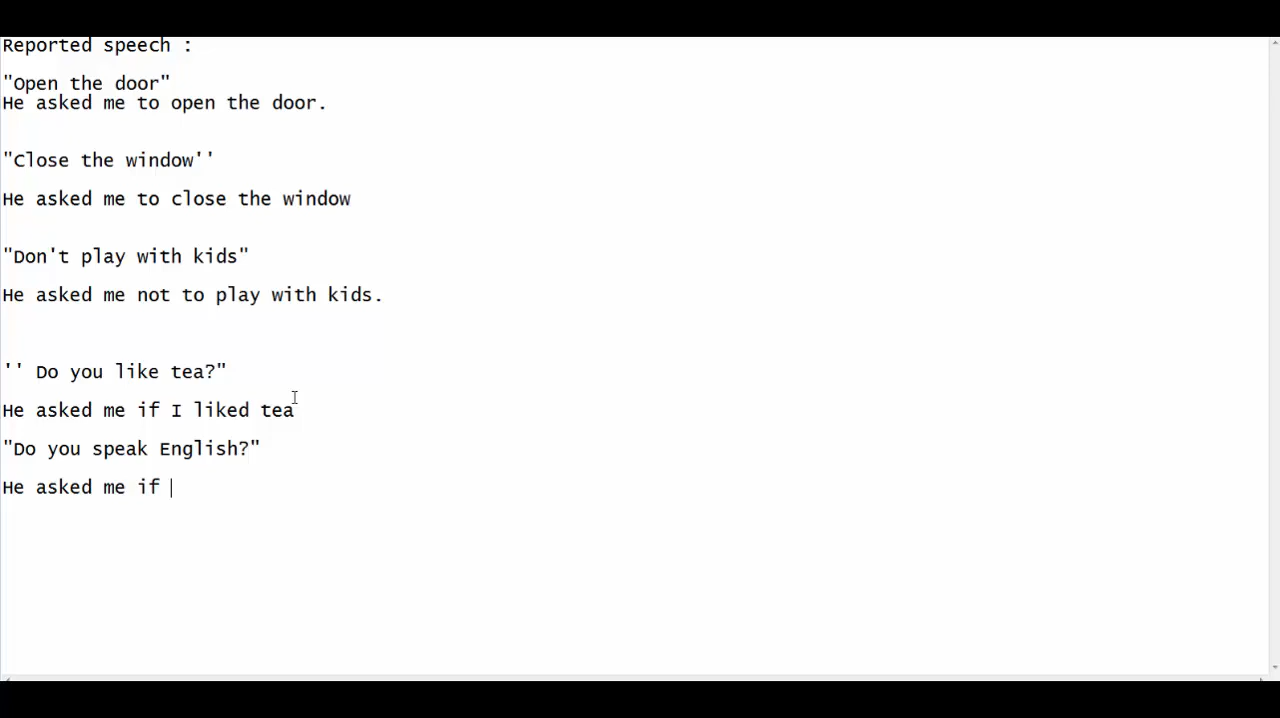 Reported speech :
"Open the door"
He asked me to open the door.
"Close the window''
He asked me to close the window
"Don't play with kids"
He asked me not to play with kids.
'' Do you like tea?"
He asked me if I liked tea
"Do you speak English?"
He asked me if